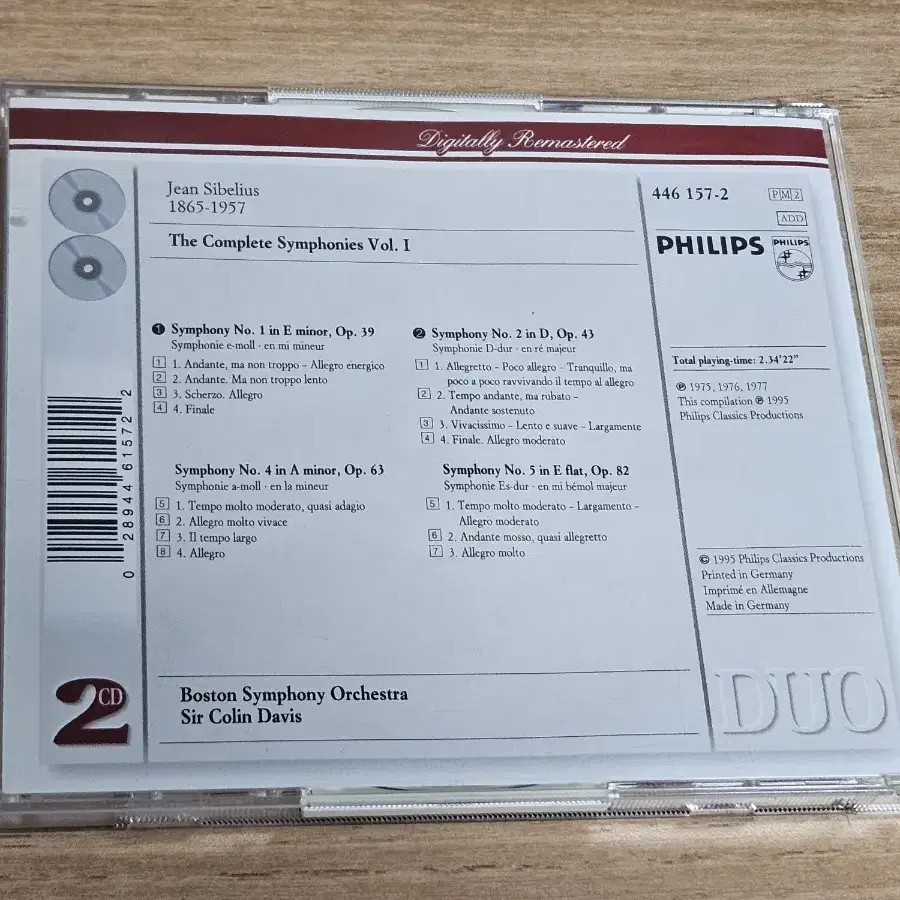 Digitally Remastered
Jean Sibelius
1865-1957
The Complete Symphonies Vol. I
❶ Symphony No. 1 in E minor, Op. 39
Symphonie e-moll · en mi mineur
1 1. Andante, ma non troppo – Allegro energico
2 2. Andante. Ma non troppo lento
3 3. Scherzo. Allegro
4 4. Finale
Symphony No. 4 in A minor, Op. 63
Symphonie a-moll · en la mineur
5 1. Tempo molto moderato, quasi adagio
6 2. Allegro molto vivace
7 3. Il tempo largo
8 4. Allegro
❷ Symphony No. 2 in D, Op. 43
Symphonie D-dur · en ré majeur
1 1. Allegretto – Poco allegro – Tranquillo, ma
poco a poco ravvivando il tempo al allegro
2 2. Tempo andante, ma rubato –
Andante sostenuto
3 3. Vivacissimo – Lento e suave – Largamente
4 4. Finale. Allegro moderato
Symphony No. 5 in E flat, Op. 82
Symphonie Es-dur · en mi bémol majeur
5 1. Tempo molto moderato – Largamento –
Allegro moderato
6 2. Andante mosso, quasi allegretto
7 3. Allegro molto
Boston Symphony Orchestra
Sir Colin Davis
446 157-2
PM2
ADD
PHILIPS
PHILIPS
Total playing-time: 2.34'22"
℗ 1975, 1976, 1977
This compilation ℗ 1995
Philips Classics Productions
© 1995 Philips Classics Productions
Printed in Germany
Imprimé en Allemagne
Made in Germany
DUO
2CD
0 28944 61572 2